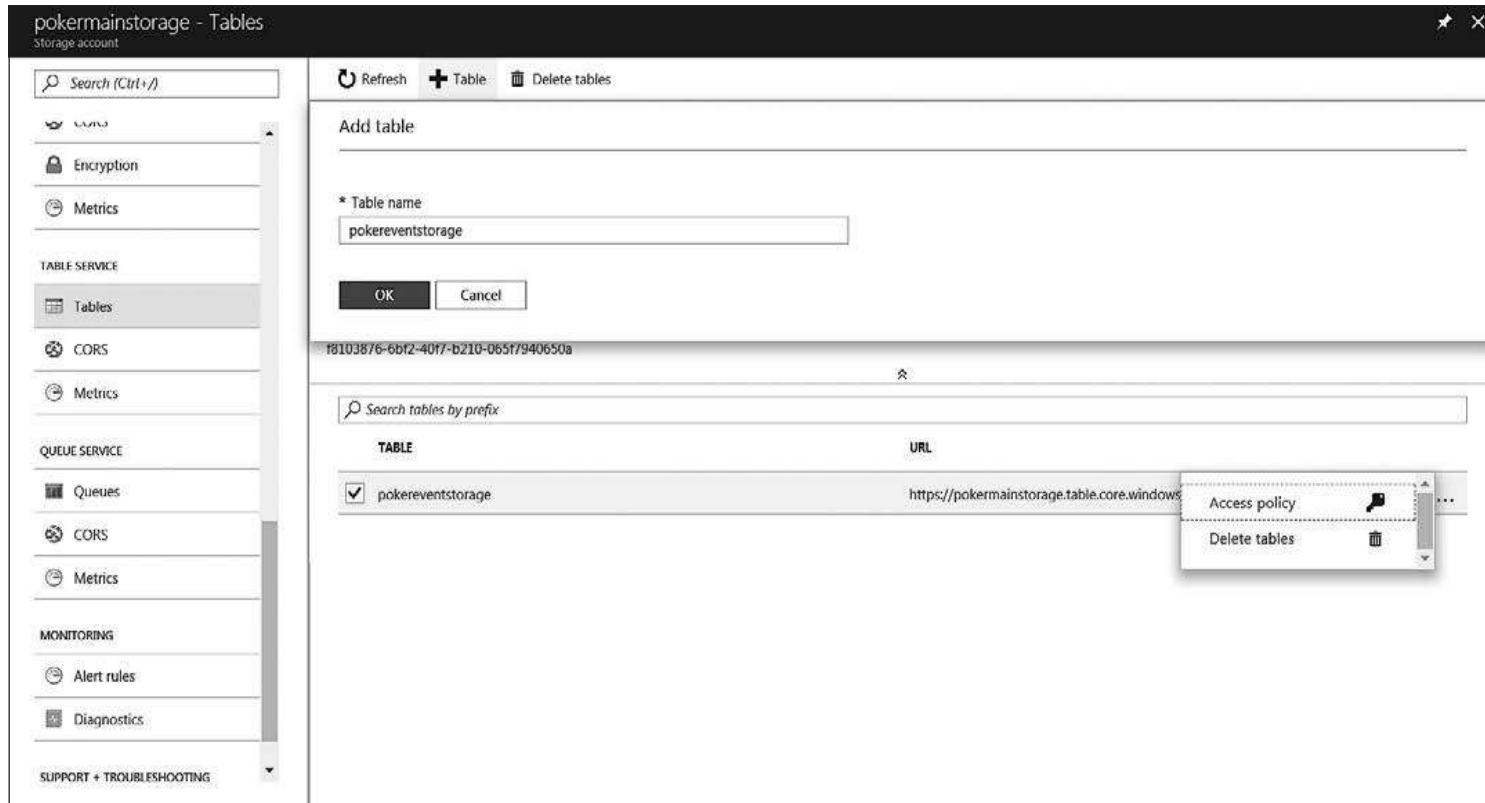 pokermainstorage - Tables
Storage account
Search (Ctrl+/)
CORS
Encryption
Metrics
TABLE SERVICE
Tables
CORS
Metrics
QUEUE SERVICE
Queues
CORS
Metrics
MONITORING
Alert rules
Diagnostics
SUPPORT + TROUBLESHOOTING
Refresh Table Delete tables
Add table
* Table name
pokereventstorage
OK Cancel
f8103876-6bf2-40f7-b210-065f7940650a
Search tables by prefix
TABLE URL
pokereventstorage https://pokermainstorage.table.core.windows
Access policy
Delete tables